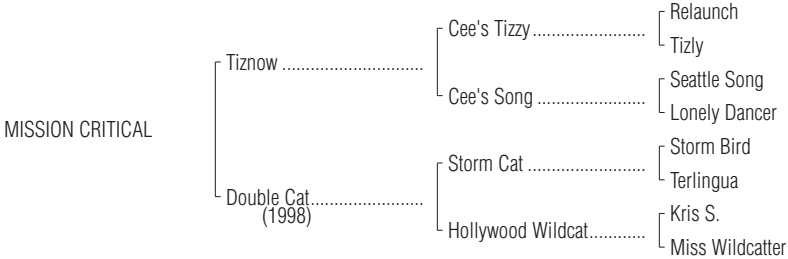 Relaunch
Cee's Tizzy........................
Tizly
Tiznow ..............................
Seattle Song
Cee's Song .......................
Lonely Dancer
MISSION CRITICAL
Storm Bird
Storm Cat .........................
Terlingua
Double Cat........................
(1998)
Kris S.
Hollywood Wildcat............
Miss Wildcatter